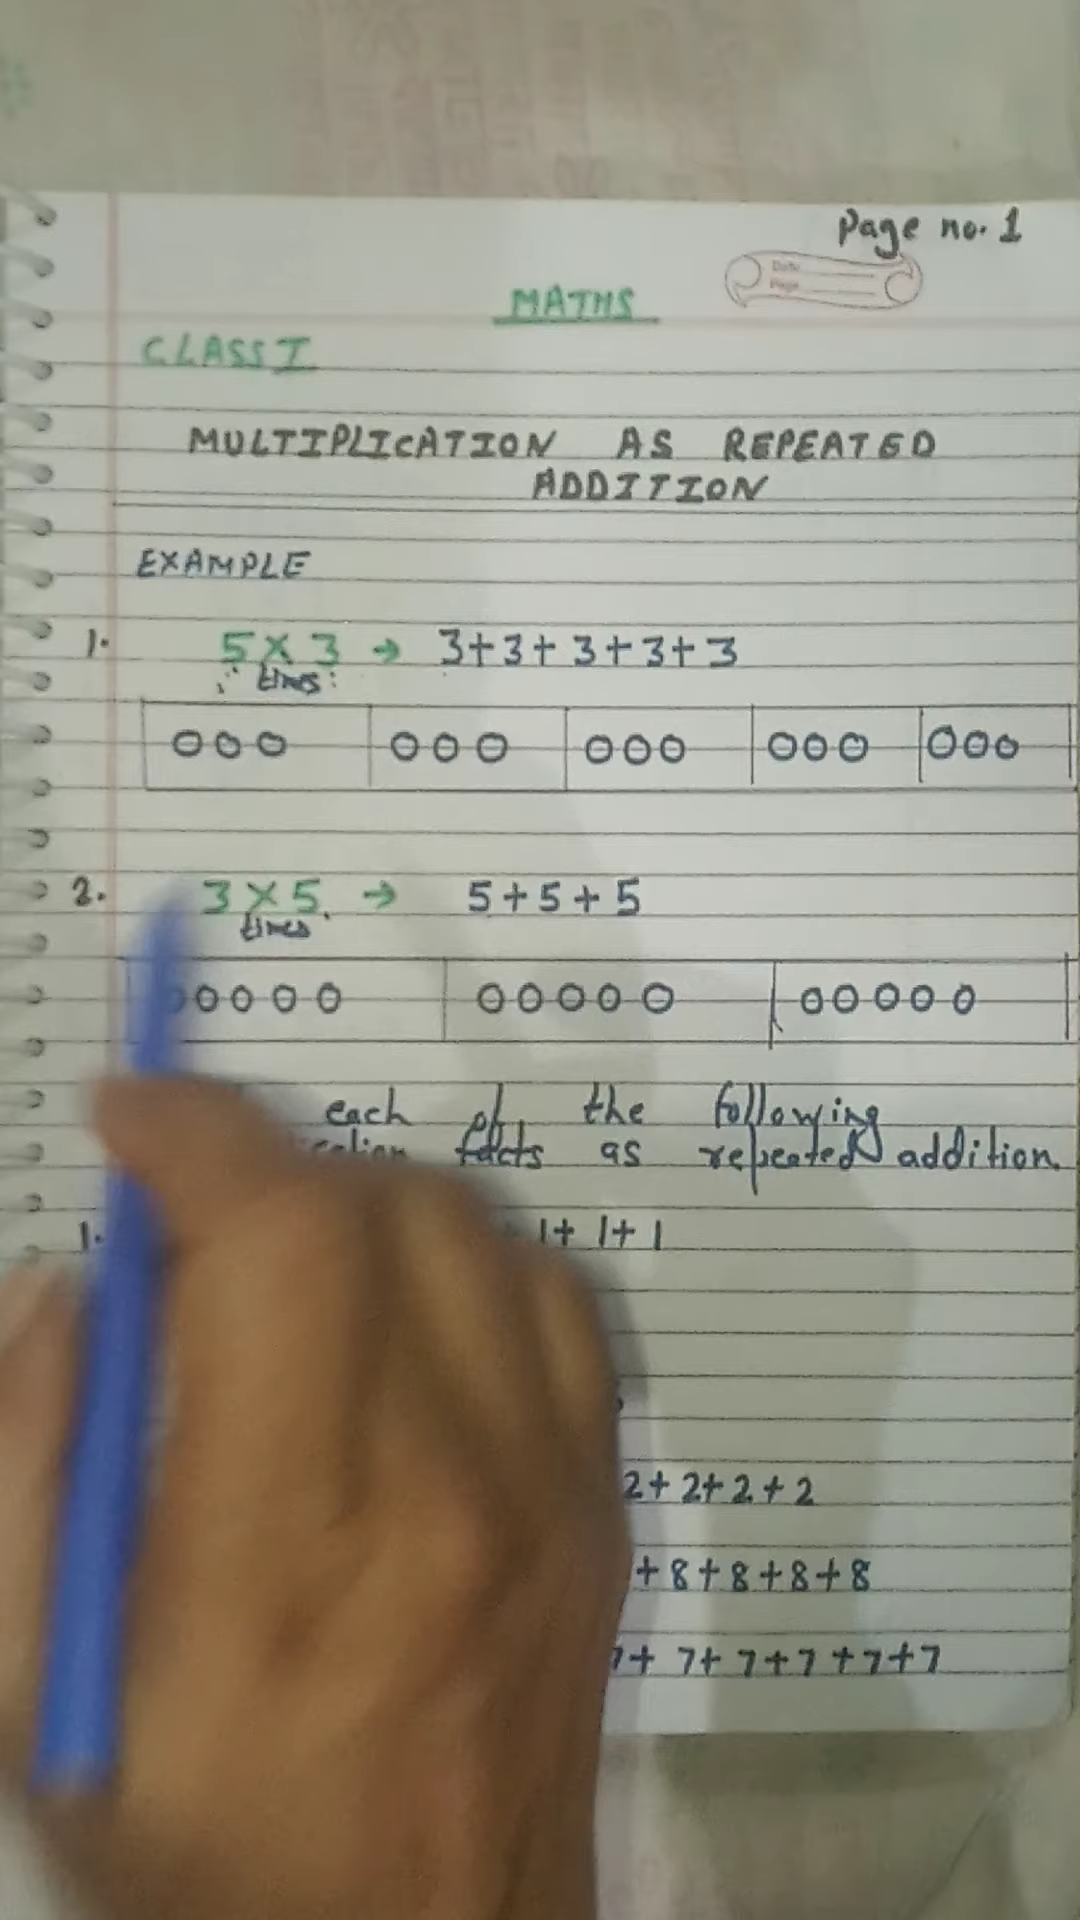 Page no. 1
Date
Page
MATHS
CLASS I
MULTIPLICATION AS REPEATED
ADDITION
EXAMPLE
1. 5 X 3 → 3+3+3+3+3
times
2. 3 X 5 → 5+5+5
times
each of the following
facts as repeated addition
1. 1+1+1
2+2+2+2
+8+8+8+8
+7+7+7+7+7